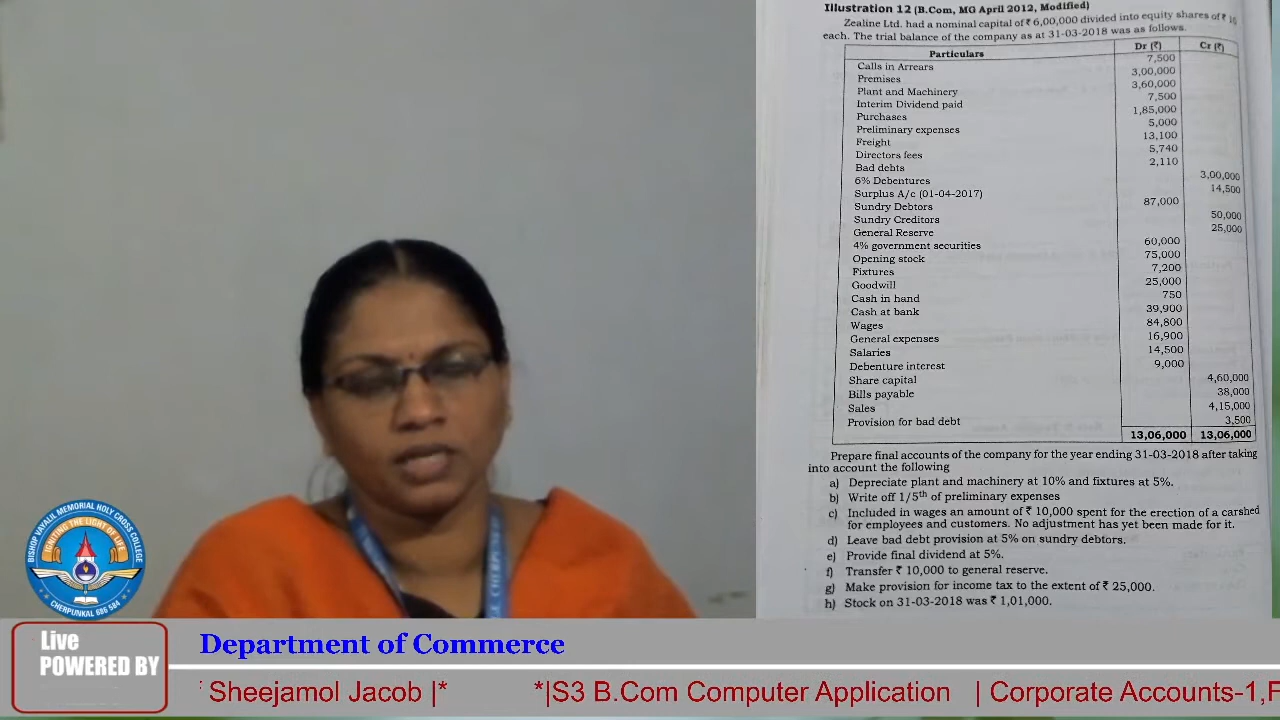 Illustration 12 (B.Com, MG April 2012, Modified)
Zealine Ltd. had a nominal capital of ₹ 6,00,000 divided into equity shares of ₹ 10
each. The trial balance of the company as at 31-03-2018 was as follows.
Particulars Dr (₹) Cr (₹)
Calls in Arrears 7,500
Premises 3,00,000
Plant and Machinery 3,60,000
Interim Dividend paid 7,500
Purchases 1,85,000
Preliminary expenses 5,000
Freight 13,100
Directors fees 5,740
Bad debts 2,110
6% Debentures 3,00,000
Surplus A/c (01-04-2017) 14,500
Sundry Debtors 87,000
Sundry Creditors 50,000
General Reserve 25,000
4% government securities 60,000
Opening stock 75,000
Fixtures 7,200
Goodwill 25,000
Cash in hand 750
Cash at bank 39,900
Wages 84,800
General expenses 16,900
Salaries 14,500
Debenture interest 9,000
Share capital 4,60,000
Bills payable 38,000
Sales 4,15,000
Provision for bad debt 3,500
13,06,000 13,06,000
Prepare final accounts of the company for the year ending 31-03-2018 after taking
into account the following
a) Depreciate plant and machinery at 10% and fixtures at 5%.
b) Write off 1/5th of preliminary expenses
c) Included in wages an amount of ₹ 10,000 spent for the erection of a carshed
for employees and customers. No adjustment has yet been made for it.
d) Leave bad debt provision at 5% on sundry debtors.
e) Provide final dividend at 5%.
f) Transfer ₹ 10,000 to general reserve.
g) Make provision for income tax to the extent of ₹ 25,000.
h) Stock on 31-03-2018 was ₹ 1,01,000.
BISHOP VAYALIL MEMORIAL HOLY CROSS COLLEGE
IGNITING THE LIGHT OF LIFE
CHERPUNKAL 686 584
Live
POWERED BY
Department of Commerce
Sheejamol Jacob |* *|S3 B.Com Computer Application | Corporate Accounts-1,F